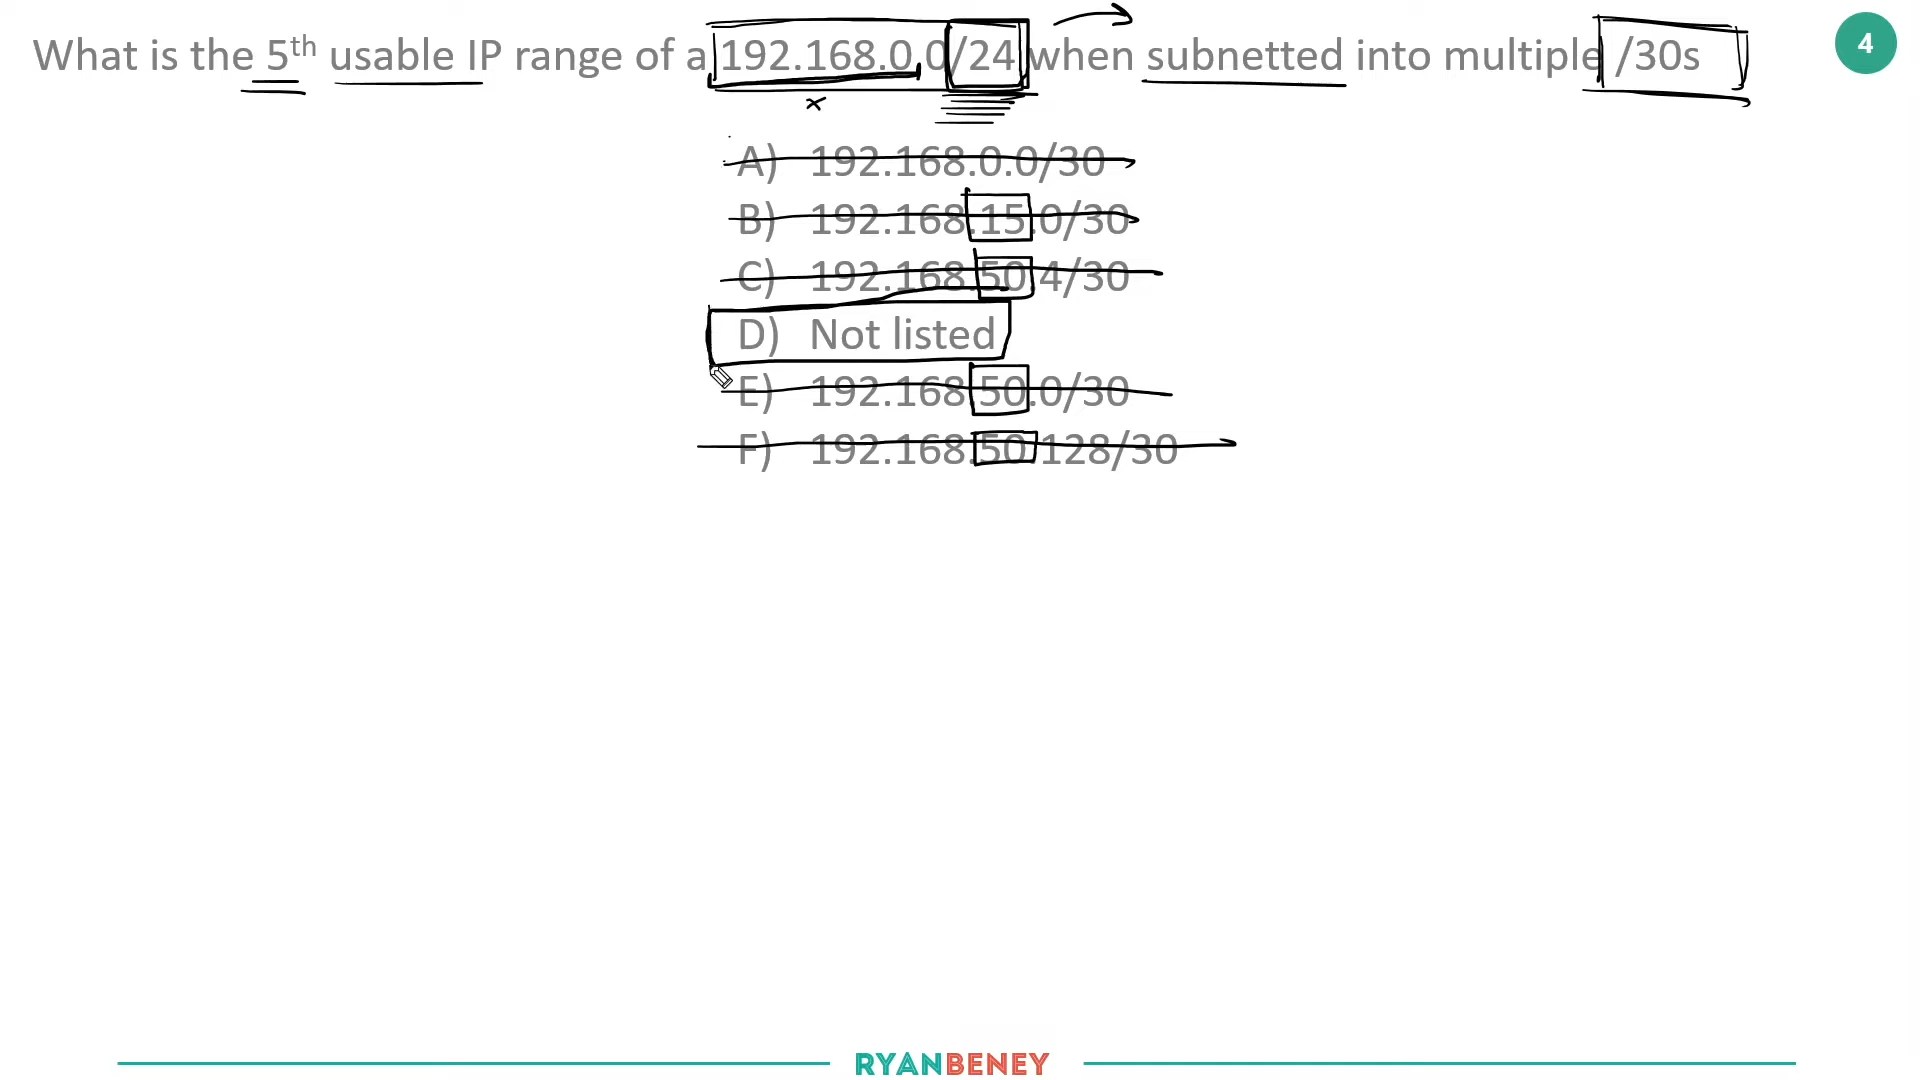 What is the 5th usable IP range of a 192.168.0.0/24 when subnetted into multiple /30s
4
A) 192.168.0.0/30
B) 192.168.15.0/30
C) 192.168.50.4/30
D) Not listed
E) 192.168.50.0/30
F) 192.168.50.128/30
RYANBENEY